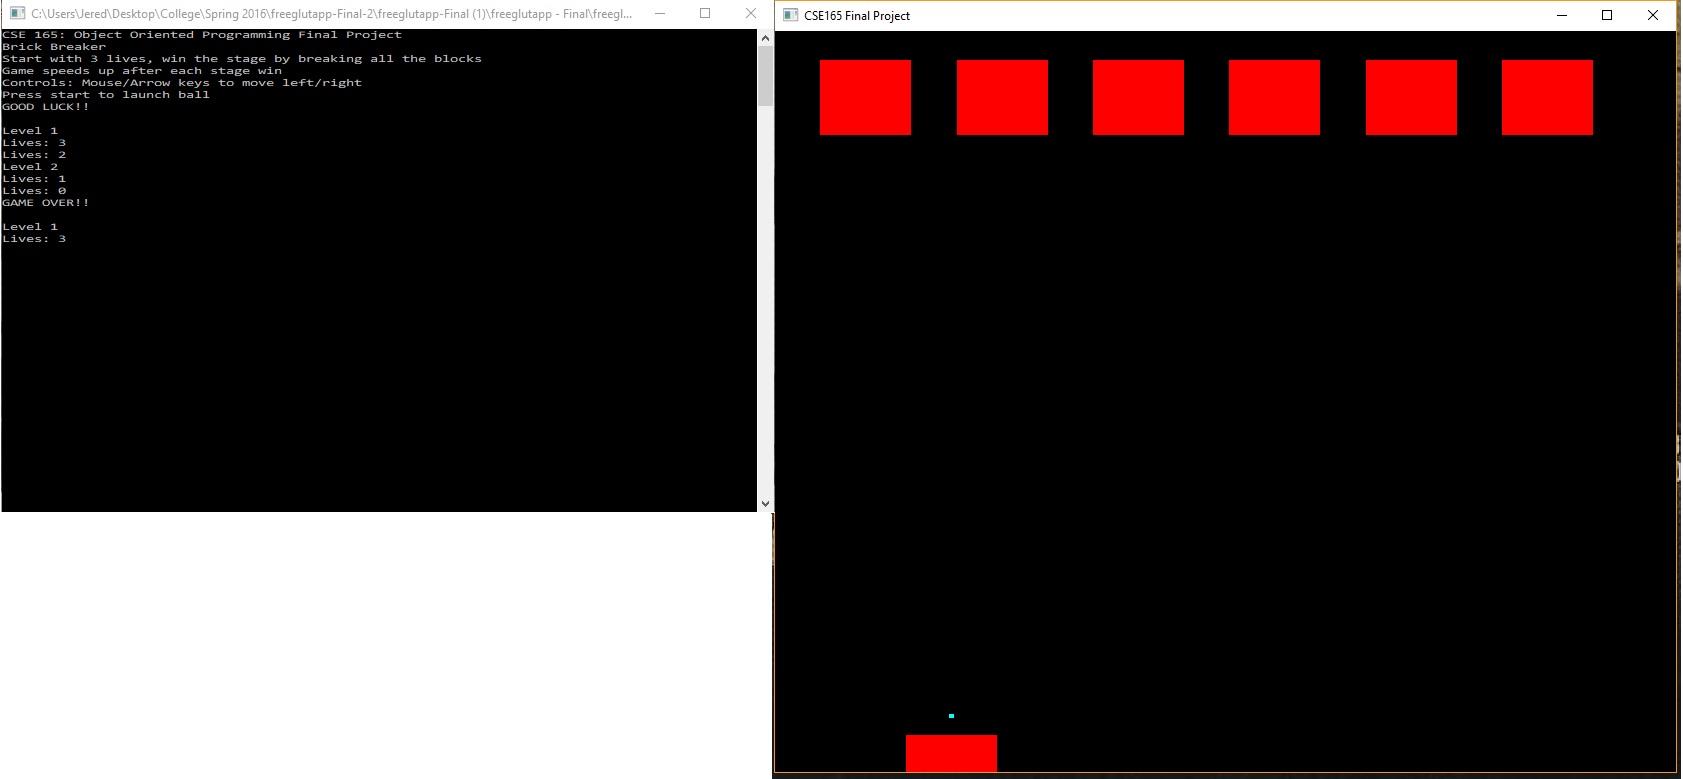 C:\Users\Jered\Desktop\College\Spring 2016\freeglutapp-Final-2\freeglutapp-Final (1)\freeglutapp - Final\freegl...
CSE 165: Object Oriented Programming Final Project
Brick Breaker
Start with 3 lives, win the stage by breaking all the blocks
Game speeds up after each stage win
Controls: Mouse/Arrow keys to move left/right
Press start to launch ball
GOOD LUCK!!
Level 1
Lives: 3
Lives: 2
Level 2
Lives: 1
Lives: 0
GAME OVER!!
Level 1
Lives: 3
CSE165 Final Project